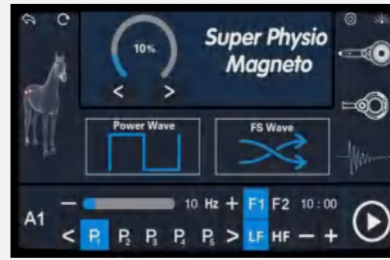 10%
Super Physio
Magneto
< >
Power Wave
FS Wave
A1
− 10 Hz + F1 F2 10:00
< P₁ P₂ P₃ P₄ P₅ > LF HF − +